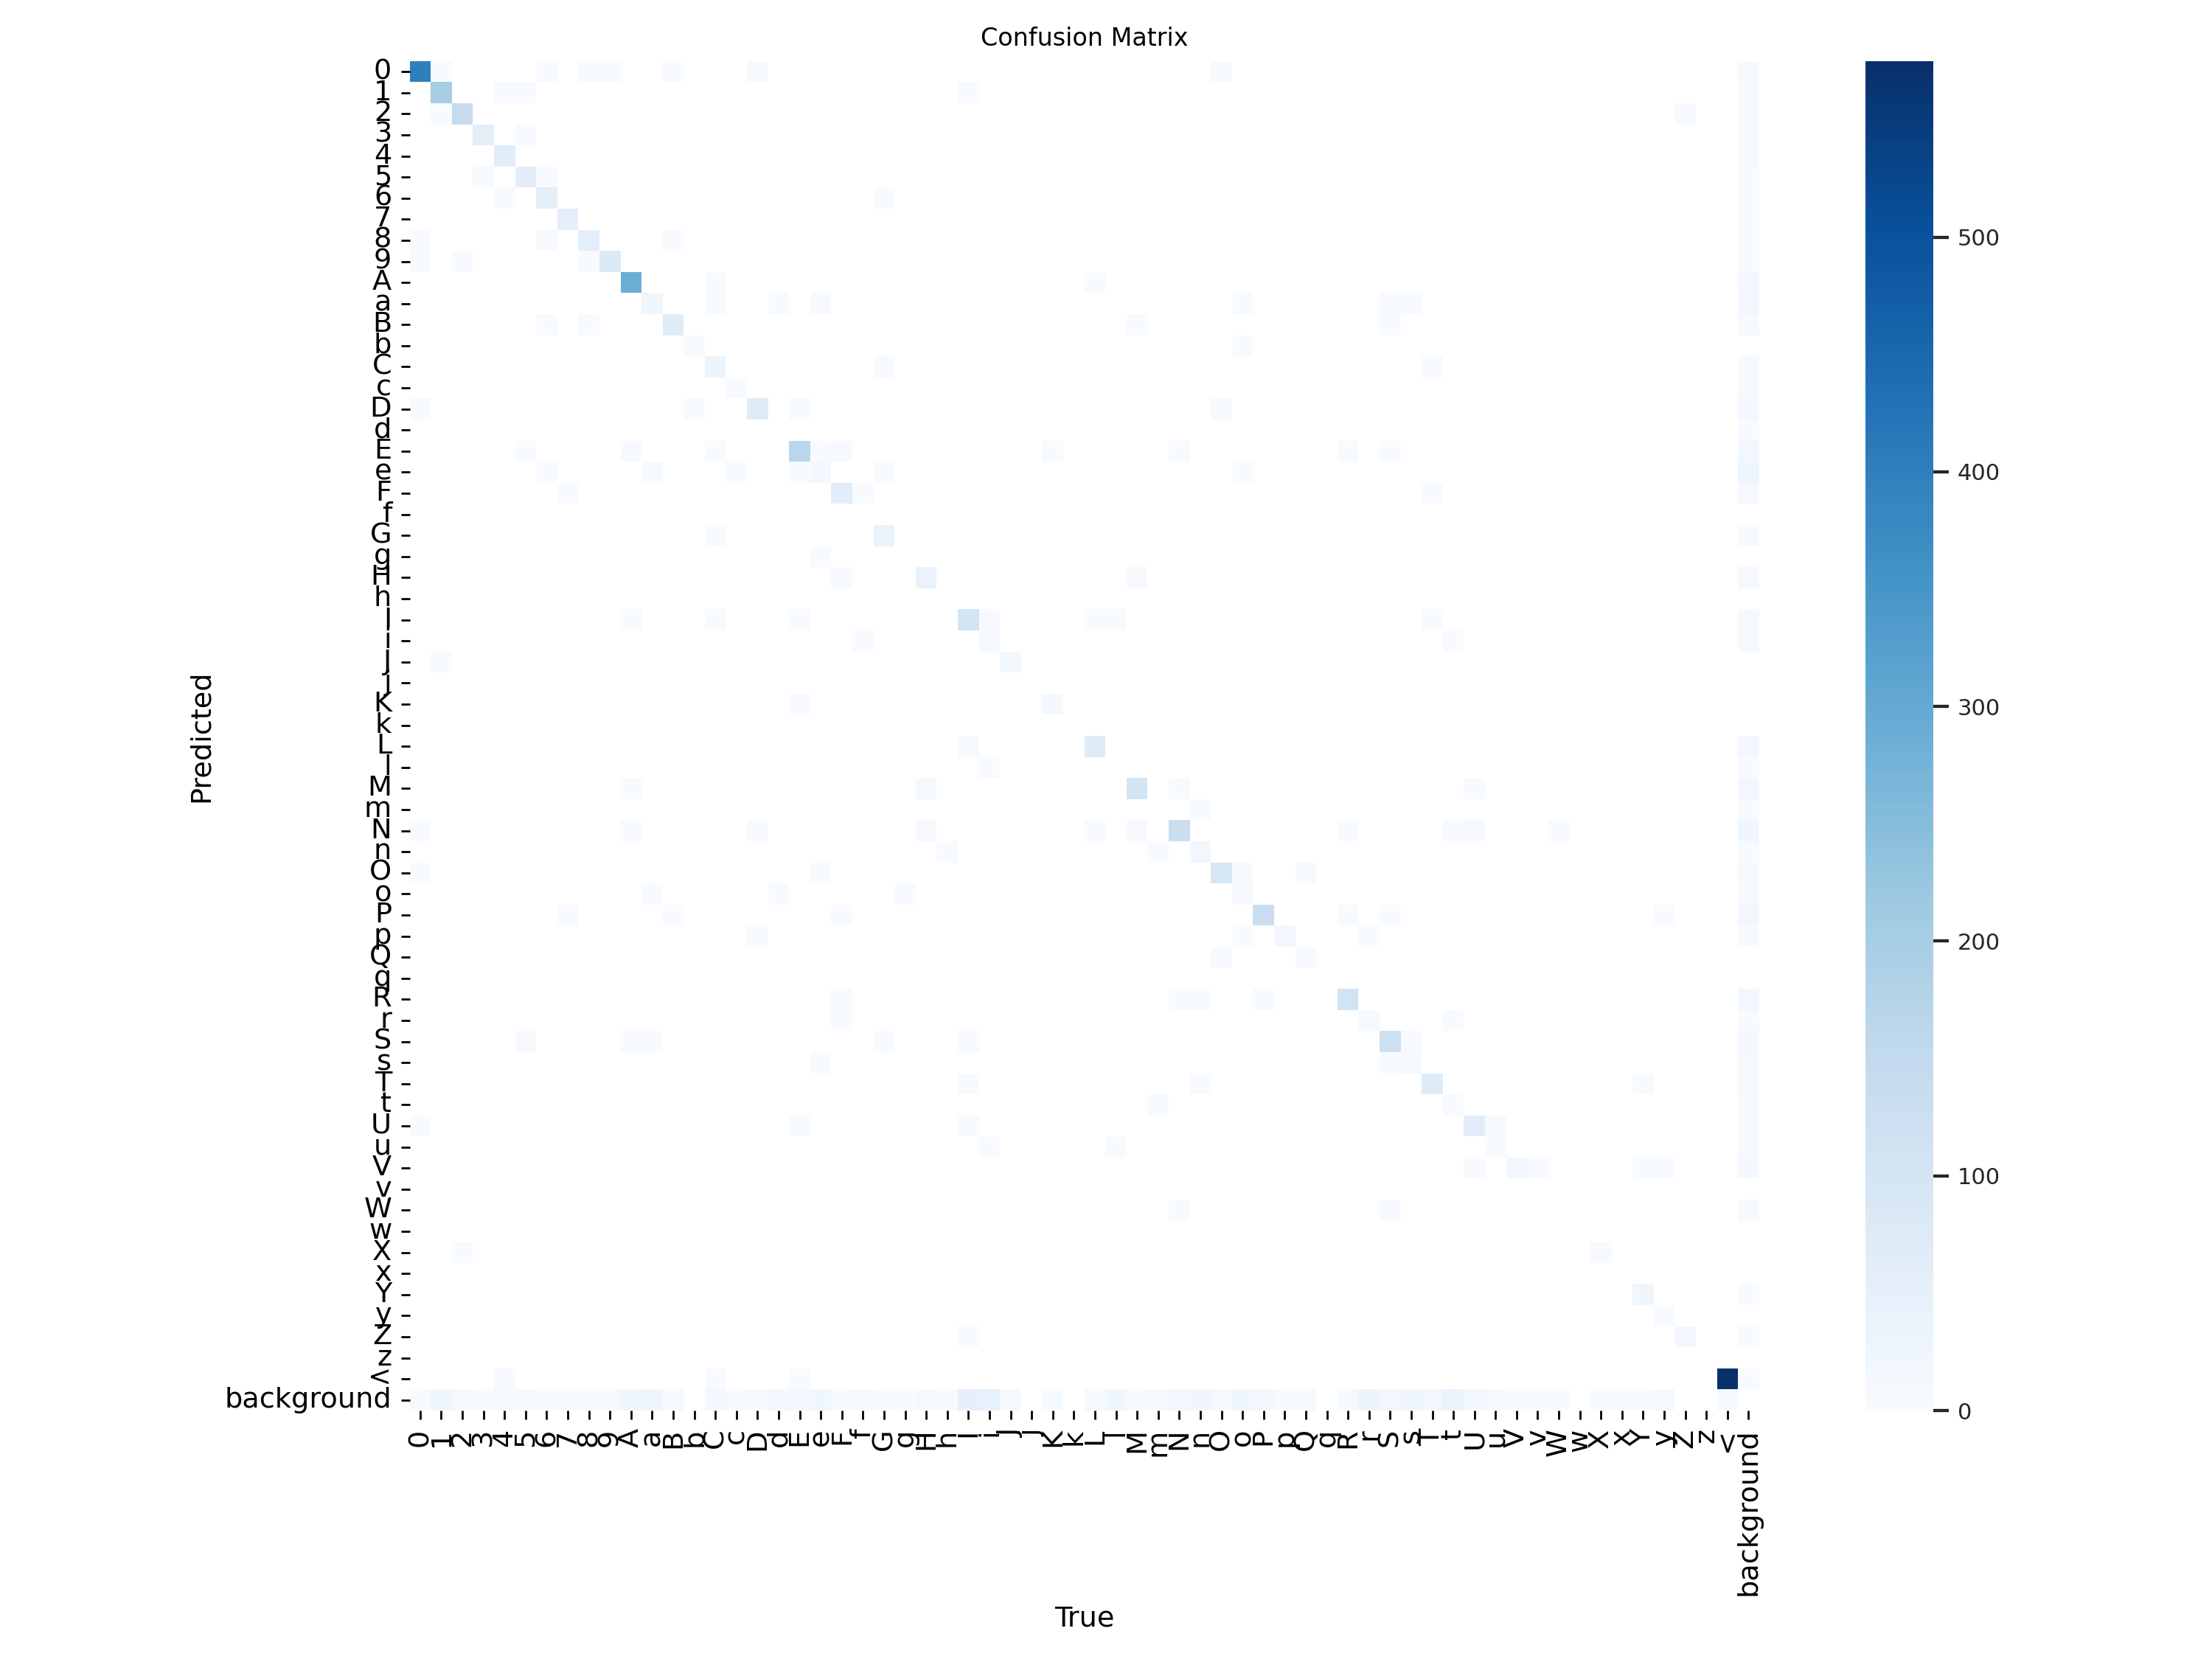 Confusion Matrix
0
1
2
3
4
5
6
7
8
9
A
a
B
b
C
c
D
d
E
e
F
f
G
g
H
h
I
i
J
j
K
k
L
l
M
m
N
n
O
o
P
p
Q
q
R
r
S
s
T
t
U
u
V
v
W
w
X
x
Y
y
Z
z
<
background
Predicted
0 1 2 3 4 5 6 7 8 9 A a B b C c D d E e F f G g H h I i J j K k L l M m N n O o P p Q q R r S s T t U u V v W w X x Y y Z z < background
True
500
400
300
200
100
0